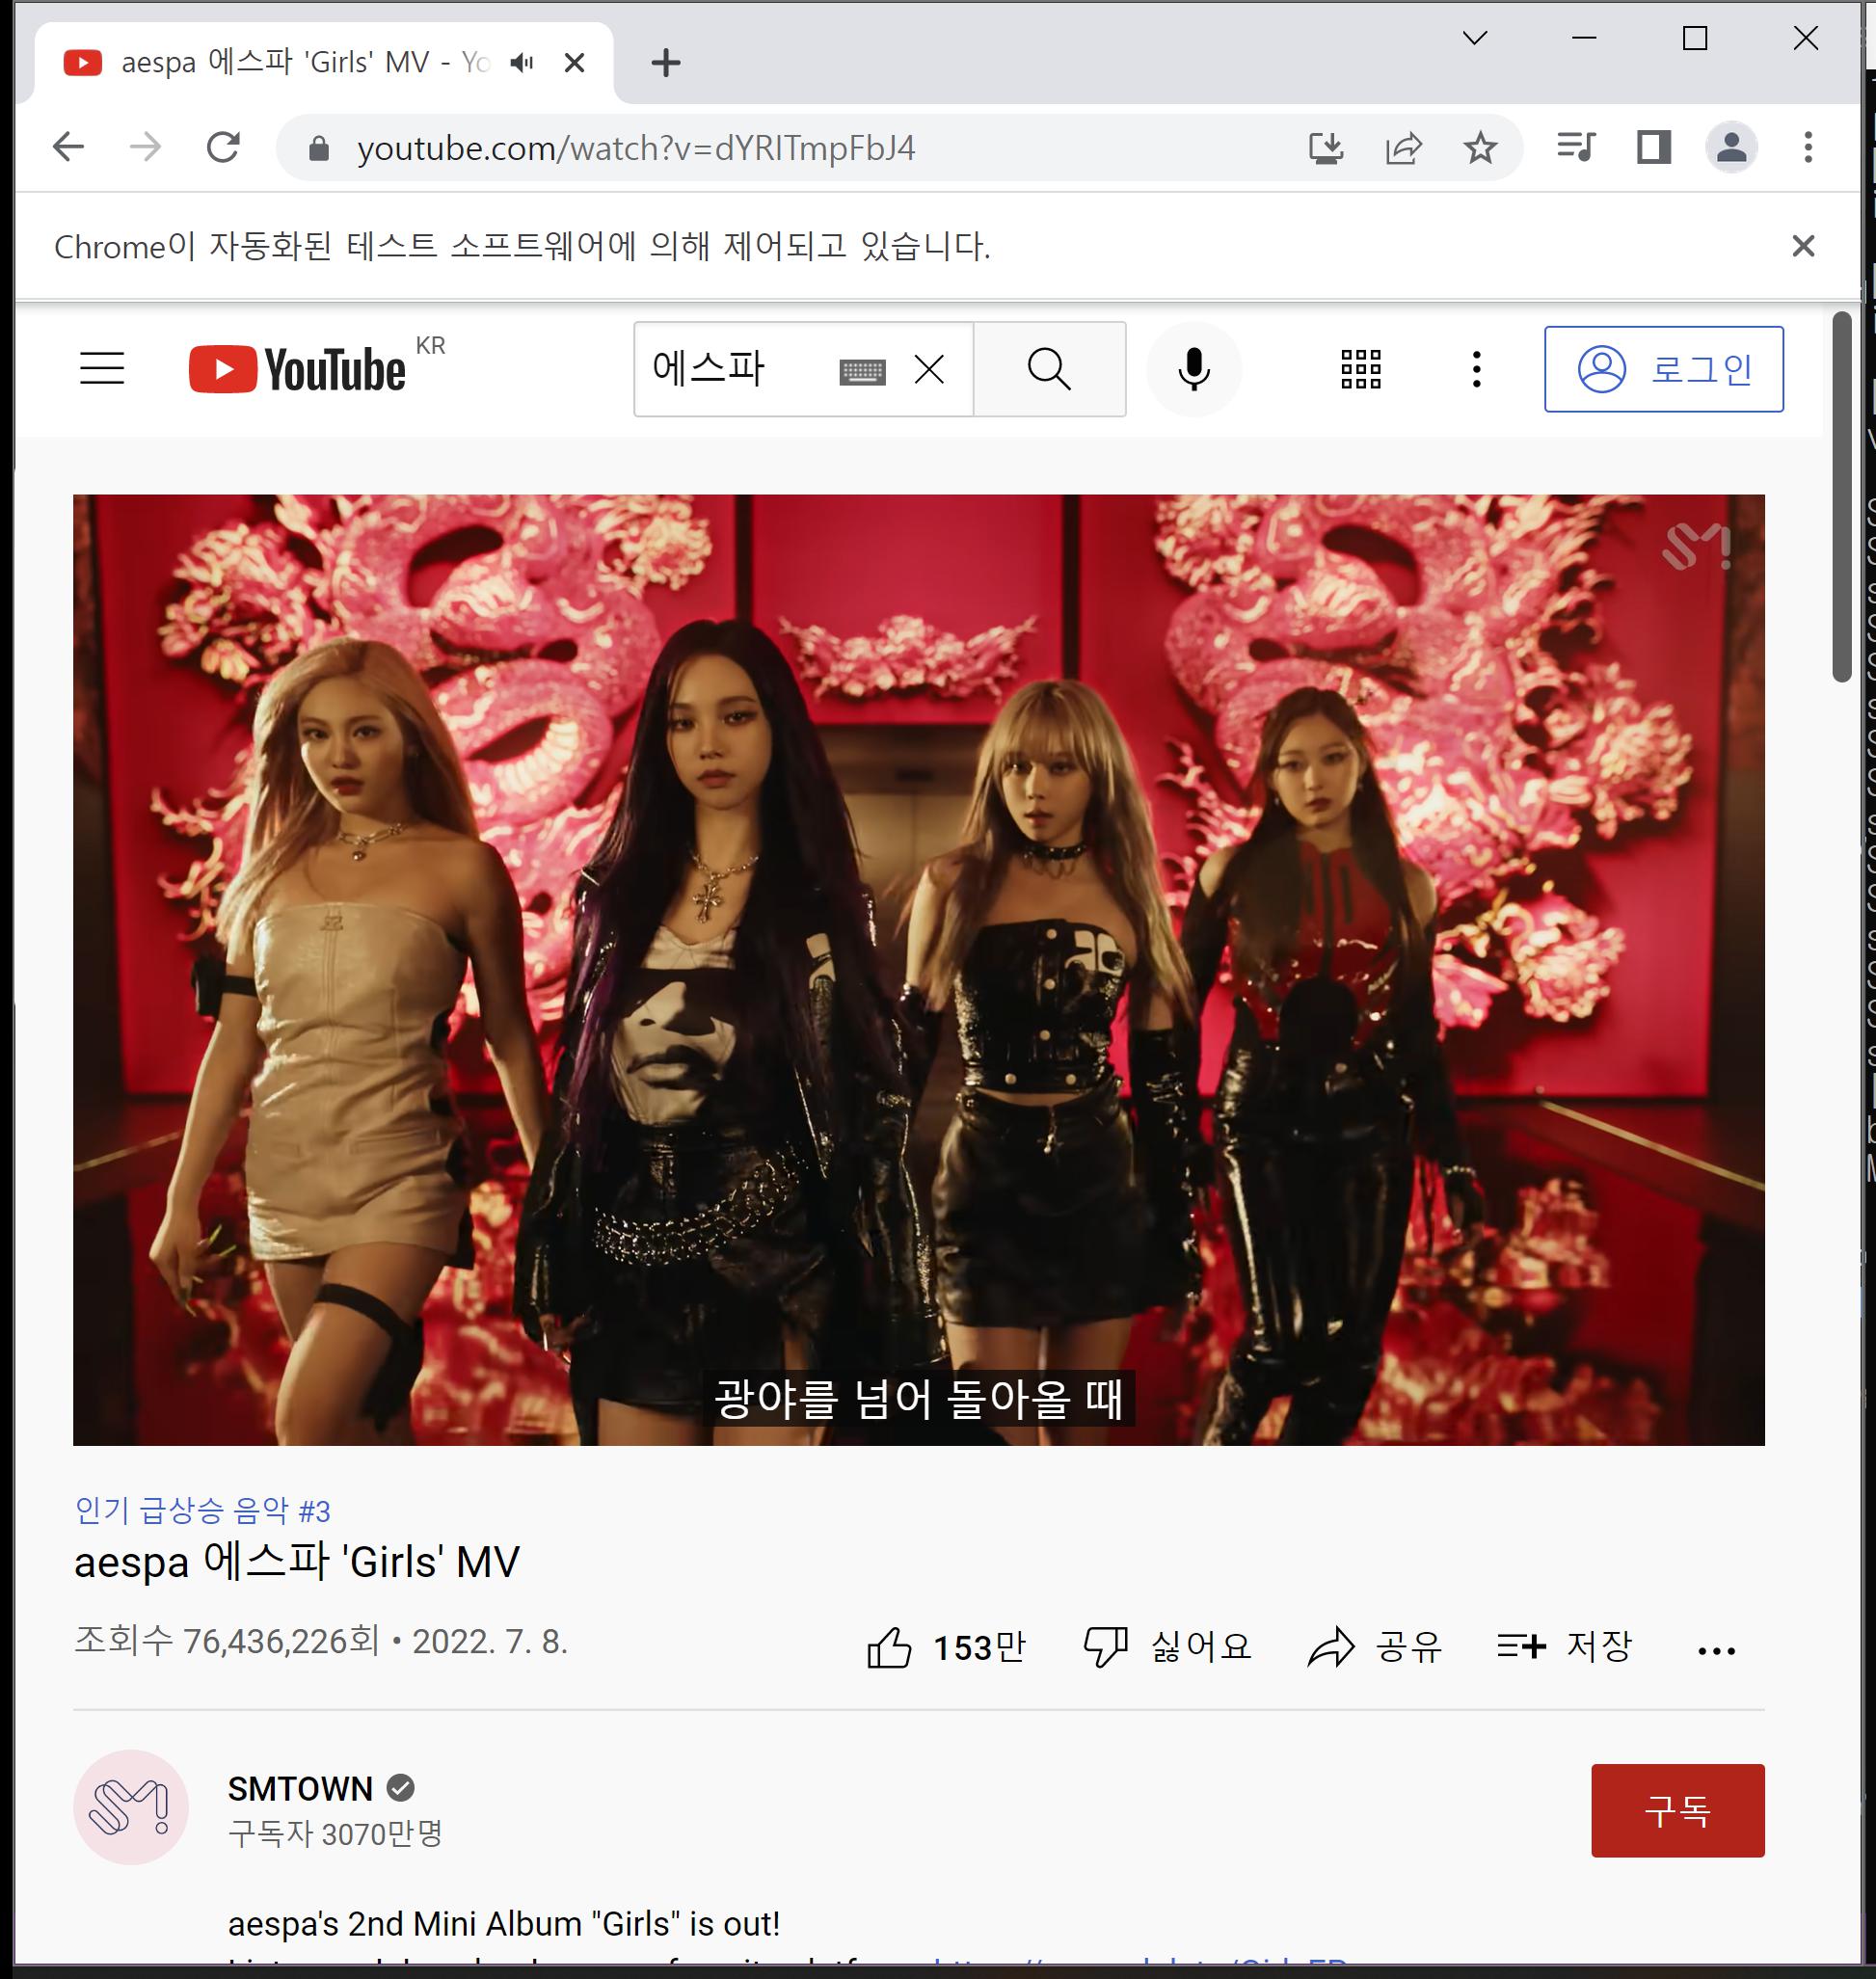 aespa 에스파 'Girls' MV - Yo
youtube.com/watch?v=dYRITmpFbJ4
Chrome이 자동화된 테스트 소프트웨어에 의해 제어되고 있습니다.
YouTube KR
에스파
로그인
SM!
광야를 넘어 돌아올 때
인기 급상승 음악 #3
aespa 에스파 'Girls' MV
조회수 76,436,226회 • 2022. 7. 8.
153만 싫어요 공유 저장
SM!
SMTOWN
구독자 3070만명
구독
aespa's 2nd Mini Album "Girls" is out!